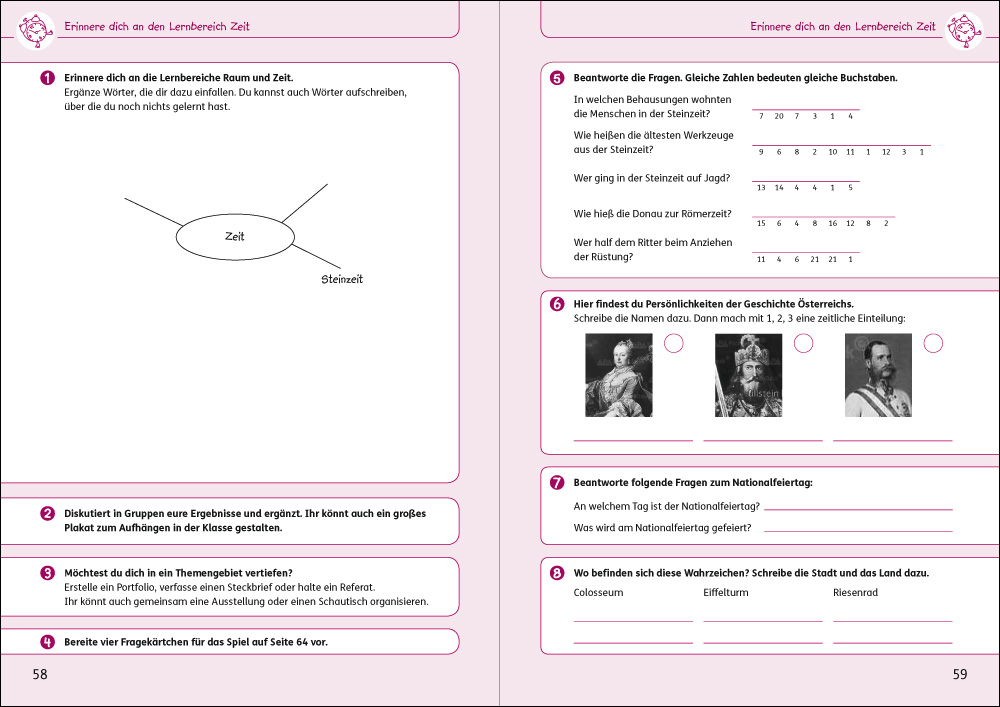 Erinnere dich an den Lernbereich Zeit
1 Erinnere dich an die Lernbereiche Raum und Zeit.
Ergänze Wörter, die dir dazu einfallen. Du kannst auch Wörter aufschreiben,
über die du noch nichts gelernt hast.
Zeit
Steinzeit
2 Diskutiert in Gruppen eure Ergebnisse und ergänzt. Ihr könnt auch ein großes
Plakat zum Aufhängen in der Klasse gestalten.
3 Möchtest du dich in ein Themengebiet vertiefen?
Erstelle ein Portfolio, verfasse einen Steckbrief oder halte ein Referat.
Ihr könnt auch gemeinsam eine Ausstellung oder einen Schautisch organisieren.
4 Bereite vier Fragekärtchen für das Spiel auf Seite 64 vor.
58
Erinnere dich an den Lernbereich Zeit
5 Beantworte die Fragen. Gleiche Zahlen bedeuten gleiche Buchstaben.
In welchen Behausungen wohnten
die Menschen in der Steinzeit?
7 20 7 3 1 4
Wie heißen die ältesten Werkzeuge
aus der Steinzeit?
9 6 8 2 10 11 1 12 3 1
Wer ging in der Steinzeit auf Jagd?
13 14 4 4 1 5
Wie hieß die Donau zur Römerzeit?
15 6 4 8 16 12 8 2
Wer half dem Ritter beim Anziehen
der Rüstung?
11 4 6 21 21 1
6 Hier findest du Persönlichkeiten der Geschichte Österreichs.
Schreibe die Namen dazu. Dann mach mit 1, 2, 3 eine zeitliche Einteilung:
ullstein
7 Beantworte folgende Fragen zum Nationalfeiertag:
An welchem Tag ist der Nationalfeiertag?
Was wird am Nationalfeiertag gefeiert?
8 Wo befinden sich diese Wahrzeichen? Schreibe die Stadt und das Land dazu.
Colosseum Eiffelturm Riesenrad
59